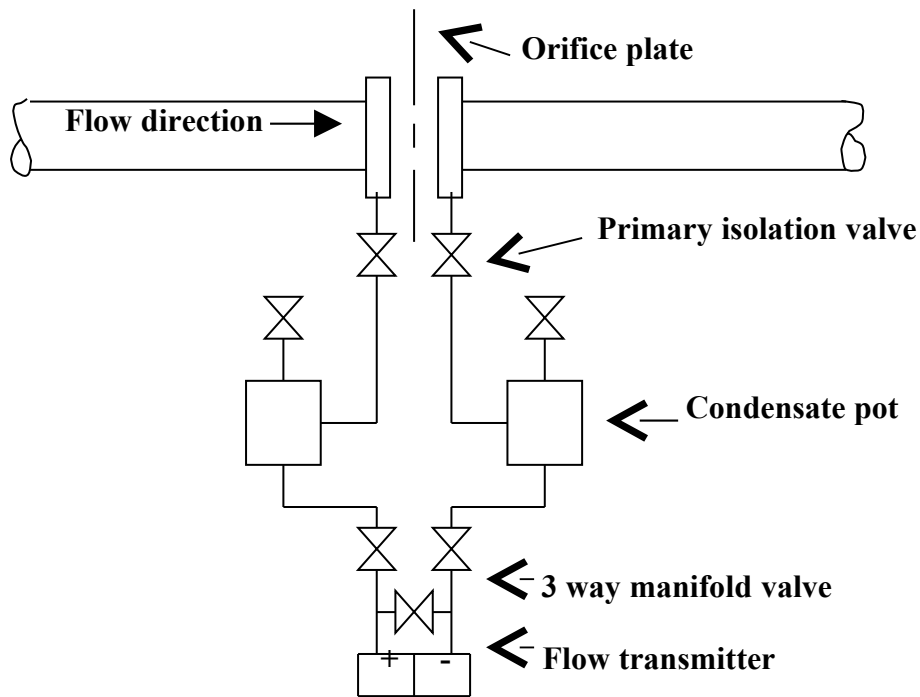 Orifice plate
Flow direction
Primary isolation valve
Condensate pot
3 way manifold valve
+ -
Flow transmitter